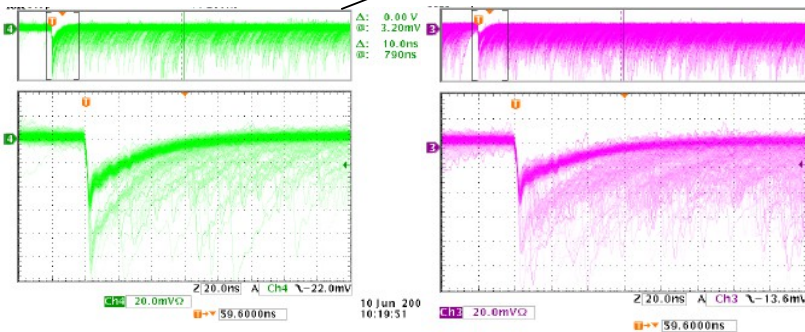 T
4
Δ: 0.00 V
@: 3.20mV
Δ: 10.0ns
@: 790ns
T
4
Z 20.0ns A Ch4 -22.0mV
Ch4 20.0mVΩ
T→▼ 59.6000ns
10 Jun 200
10:19:51
T
3
T
3
Z 20.0ns A Ch3 -13.6mV
Ch3 20.0mVΩ
T→▼ 59.6000ns